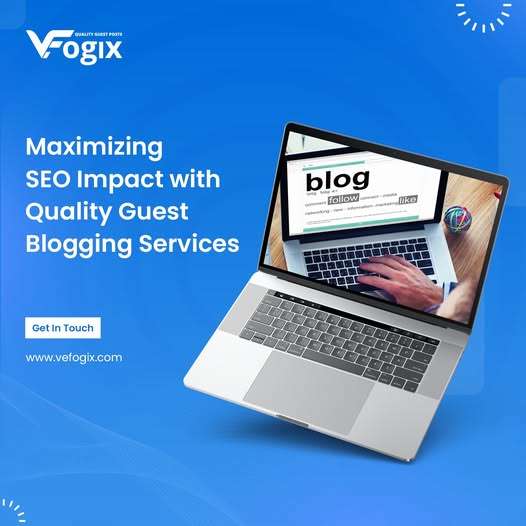 QUALITY GUEST POSTS
VEFogix
Maximizing
SEO Impact with
Quality Guest
Blogging Services
Get In Touch
www.vefogix.com
blog
follow
like